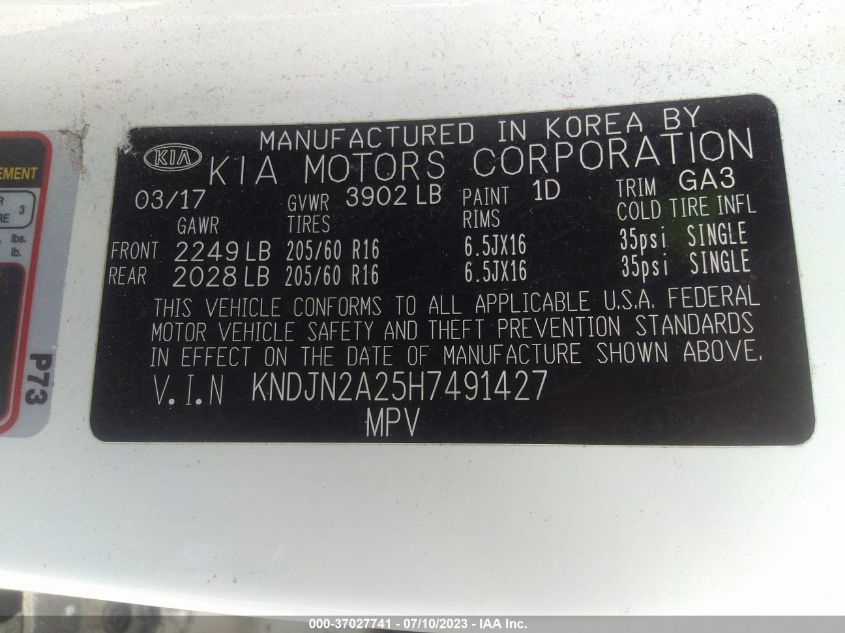 MANUFACTURED IN KOREA BY
KIA KIA MOTORS CORPORATION
03/17 GVWR 3902 LB PAINT 1D TRIM GA3
GAWR TIRES RIMS COLD TIRE INFL
FRONT 2249 LB 205/60 R16 6.5JX16 35psi SINGLE
REAR 2028 LB 205/60 R16 6.5JX16 35psi SINGLE
THIS VEHICLE CONFORMS TO ALL APPLICABLE U.S.A. FEDERAL
MOTOR VEHICLE SAFETY AND THEFT PREVENTION STANDARDS
IN EFFECT ON THE DATE OF MANUFACTURE SHOWN ABOVE.
V.I.N KNDJN2A25H7491427
MPV
3
lbs.
lb.
P73
000-37027741 - 07/10/2023 - IAA Inc.